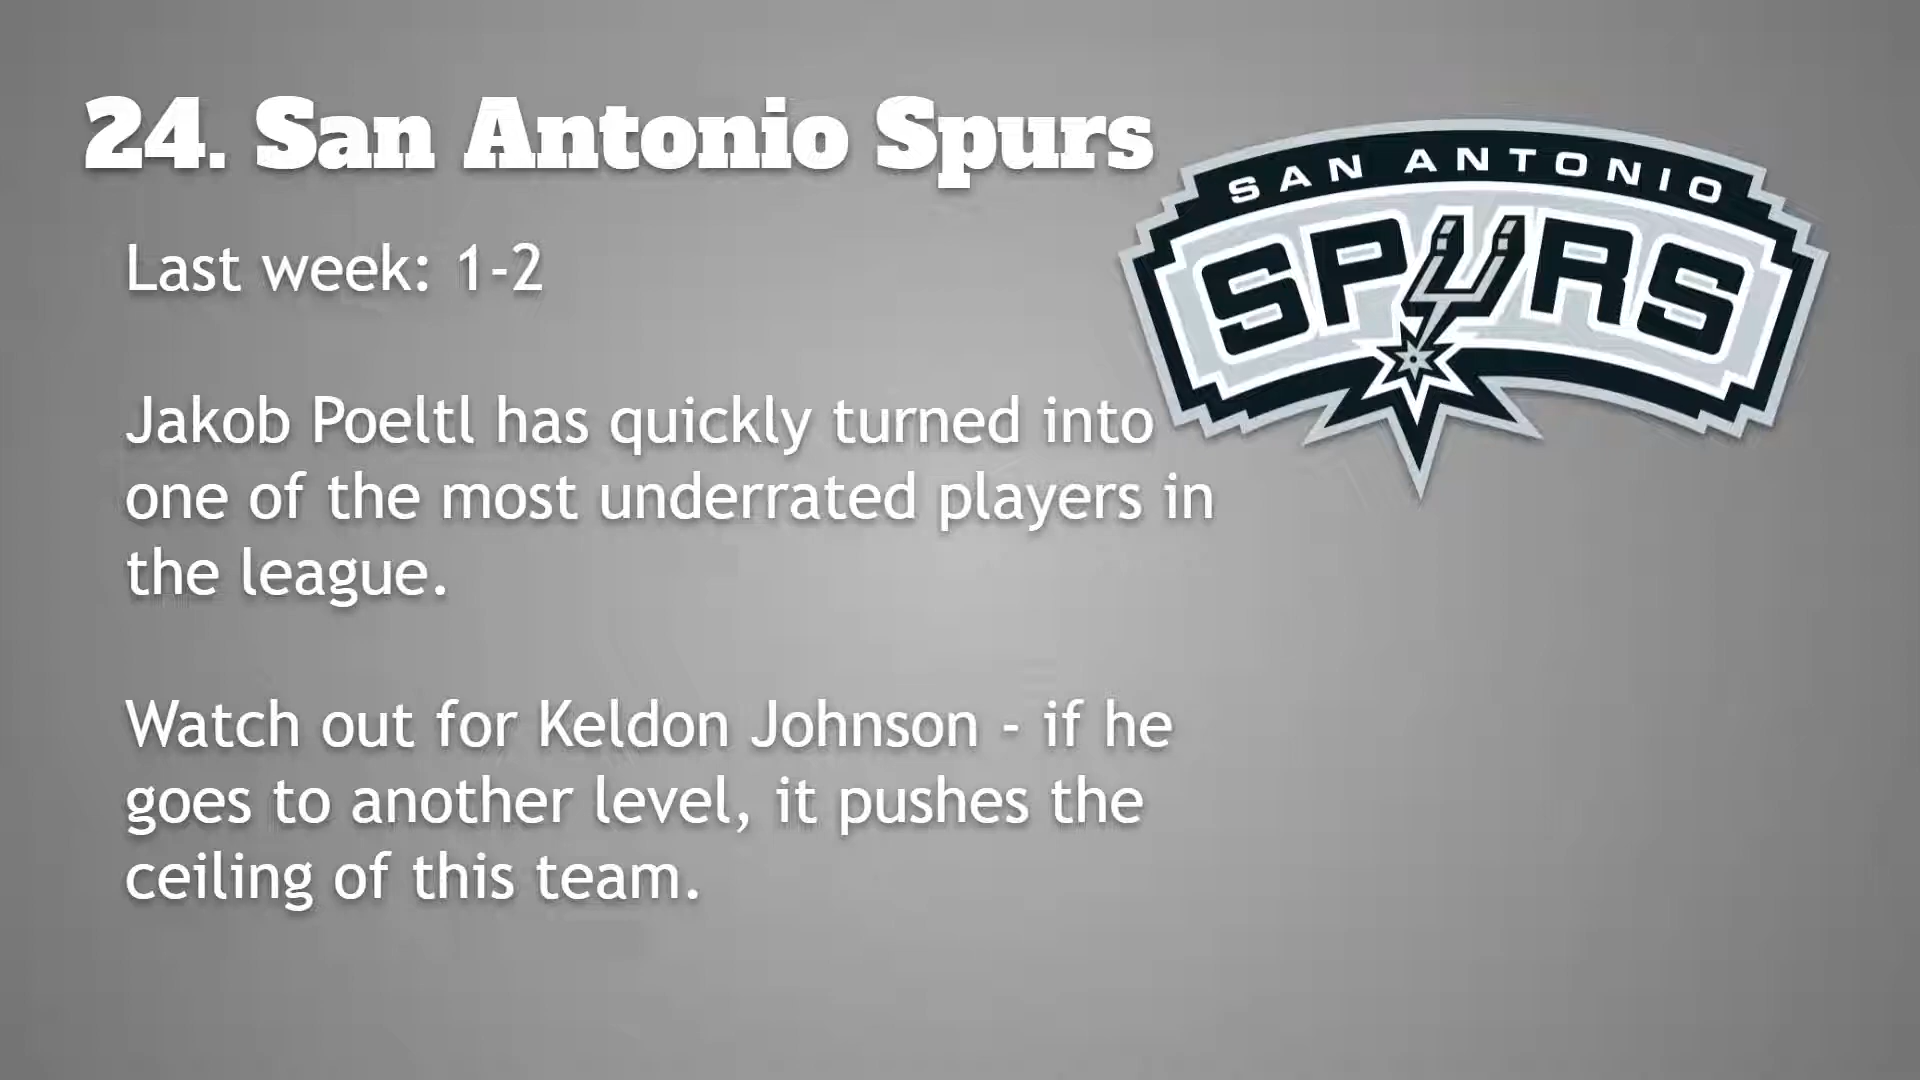 24. San Antonio Spurs
SAN ANTONIO
SPURS
Last week: 1-2
Jakob Poeltl has quickly turned into
one of the most underrated players in
the league.
Watch out for Keldon Johnson - if he
goes to another level, it pushes the
ceiling of this team.